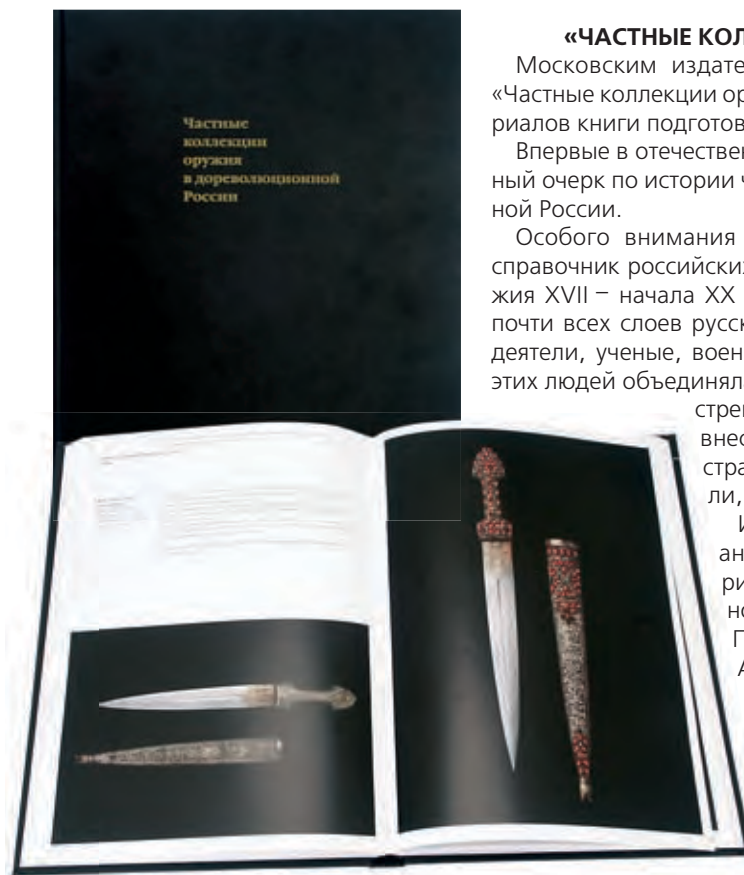 Частные
коллекции
оружия
в дореволюционной
России
«ЧАСТНЫЕ КОЛ
Московским издате
«Частные коллекции ор
риалов книги подготов
Впервые в отечествен
ный очерк по истории ч
ной России.
Особого внимания
справочник российских
жия XVII – начала XX
почти всех слоев русск
деятели, ученые, воен
этих людей объединял
стре
внес
стра
ли,
И
ан
ри
но
П
А